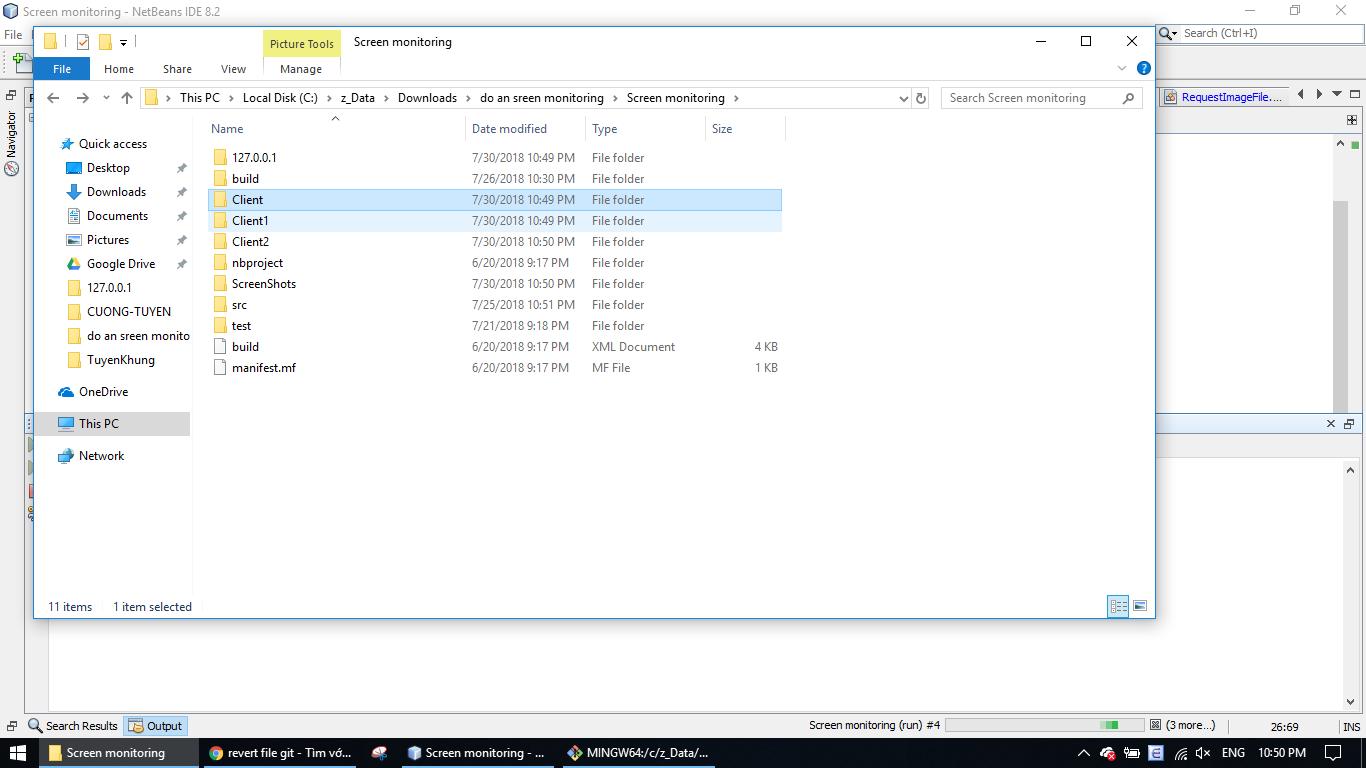 Screen monitoring - NetBeans IDE 8.2
File
Search (Ctrl+I)
Picture Tools
Screen monitoring
File
Home
Share
View
Manage
This PC
Local Disk (C:)
z_Data
Downloads
do an sreen monitoring
Screen monitoring
Search Screen monitoring
RequestImageFile....
Navigator
Name
Date modified
Type
Size
Quick access
Desktop
Downloads
Documents
Pictures
Google Drive
127.0.0.1
CUONG-TUYEN
do an sreen monito
TuyenKhung
OneDrive
This PC
Network
127.0.0.1 7/30/2018 10:49 PM File folder
build 7/26/2018 10:30 PM File folder
Client 7/30/2018 10:49 PM File folder
Client1 7/30/2018 10:49 PM File folder
Client2 7/30/2018 10:50 PM File folder
nbproject 6/20/2018 9:17 PM File folder
ScreenShots 7/30/2018 10:50 PM File folder
src 7/25/2018 10:51 PM File folder
test 7/21/2018 9:18 PM File folder
build 6/20/2018 9:17 PM XML Document 4 KB
manifest.mf 6/20/2018 9:17 PM MF File 1 KB
11 items 1 item selected
Search Results
Output
Screen monitoring (run) #4
(3 more...)
26:69
INS
Screen monitoring
revert file git - Tìm vớ...
Screen monitoring - ...
MINGW64:/c/z_Data/...
ENG
10:50 PM